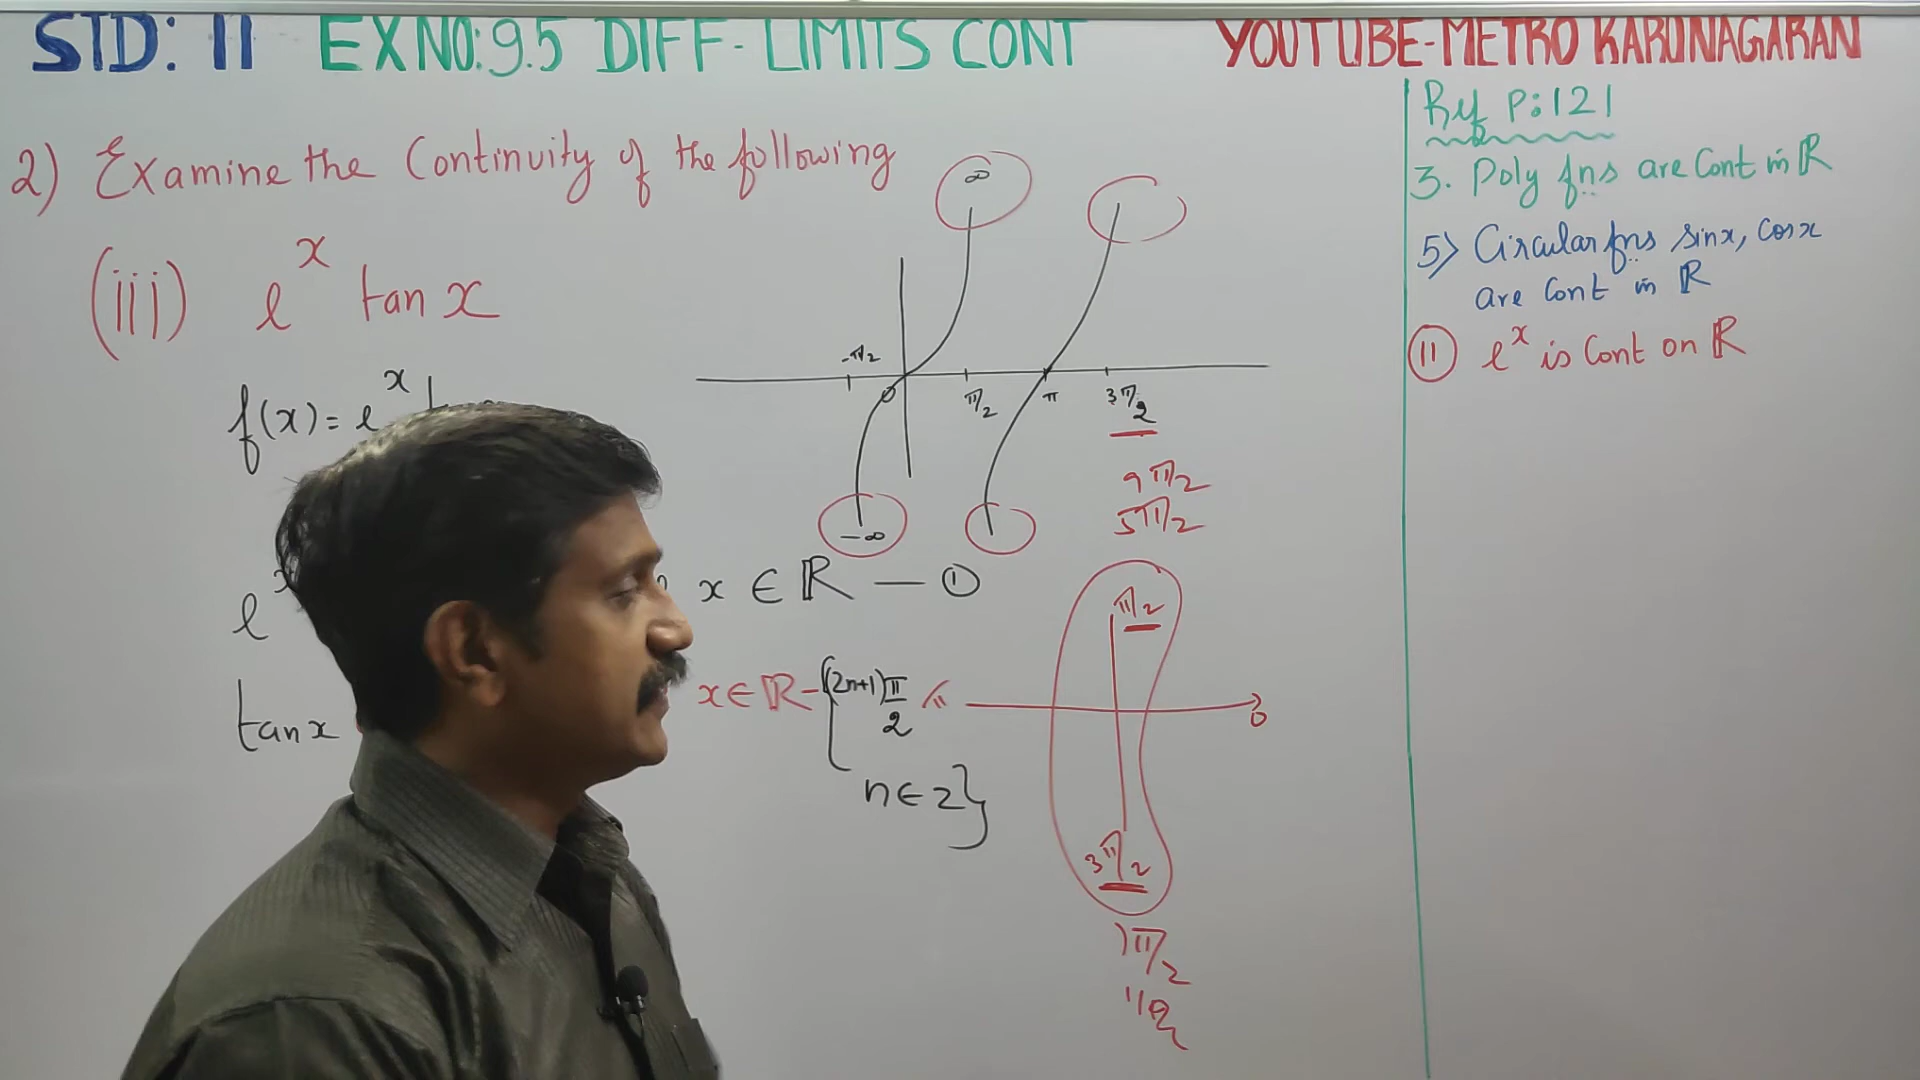 STD: 11 EX NO: 9.5 DIFF- LIMITS CONT YOUTUBE-METRO KARUNAGARAN
2) Examine the Continuity of the following
(iii) e^x tan x
f(x) = e^x
∞
-π/2
0
π/2
π
3π/2
-∞
9π/2
5π/2
e^x
x ∈ ℝ — ①
tan x
x ∈ ℝ - {(2n+1)π/2
n ∈ Z}
π/2
π
0
3π/2
7π/2
Ref P: 121
3. Poly fns are Cont in ℝ
5) Circular fns sin x, cos x
are Cont in ℝ
⑪ e^x is Cont on ℝ